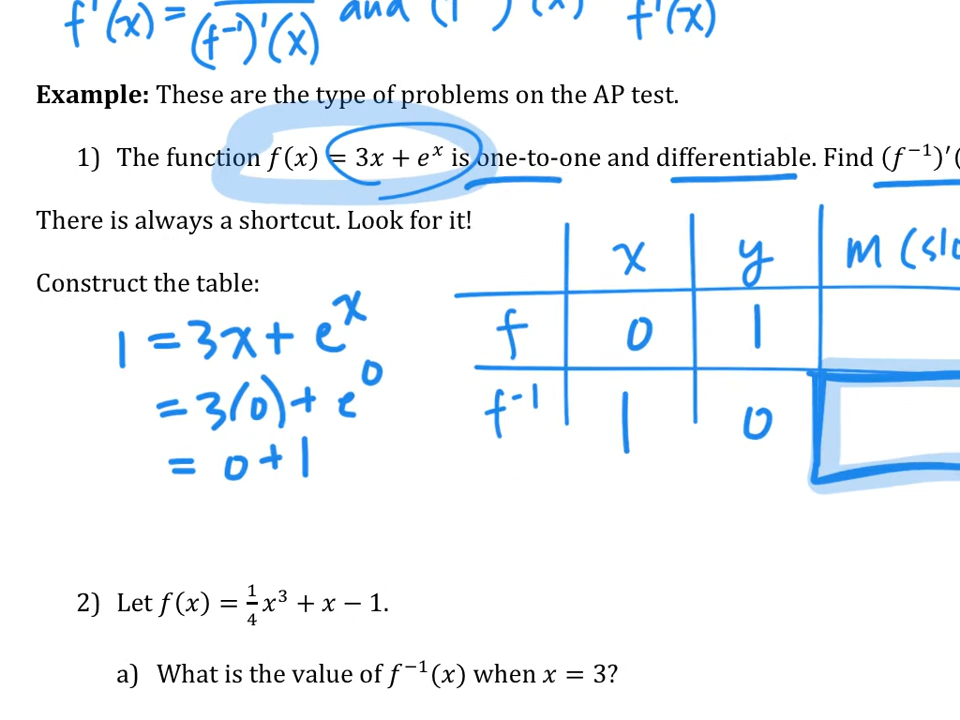 f'(x) = (f⁻¹)'(x) and (x) f'(x)
Example: These are the type of problems on the AP test.
1) The function f(x) = 3x + eˣ is one-to-one and differentiable. Find (f⁻¹)'(
There is always a shortcut. Look for it!
x y m (slo
Construct the table:
1 = 3x + eˣ
f 0 1
= 3(0) + e⁰
f⁻¹ 1 0
= 0 + 1
2) Let f(x) = 1/4 x³ + x − 1.
a) What is the value of f⁻¹(x) when x = 3?